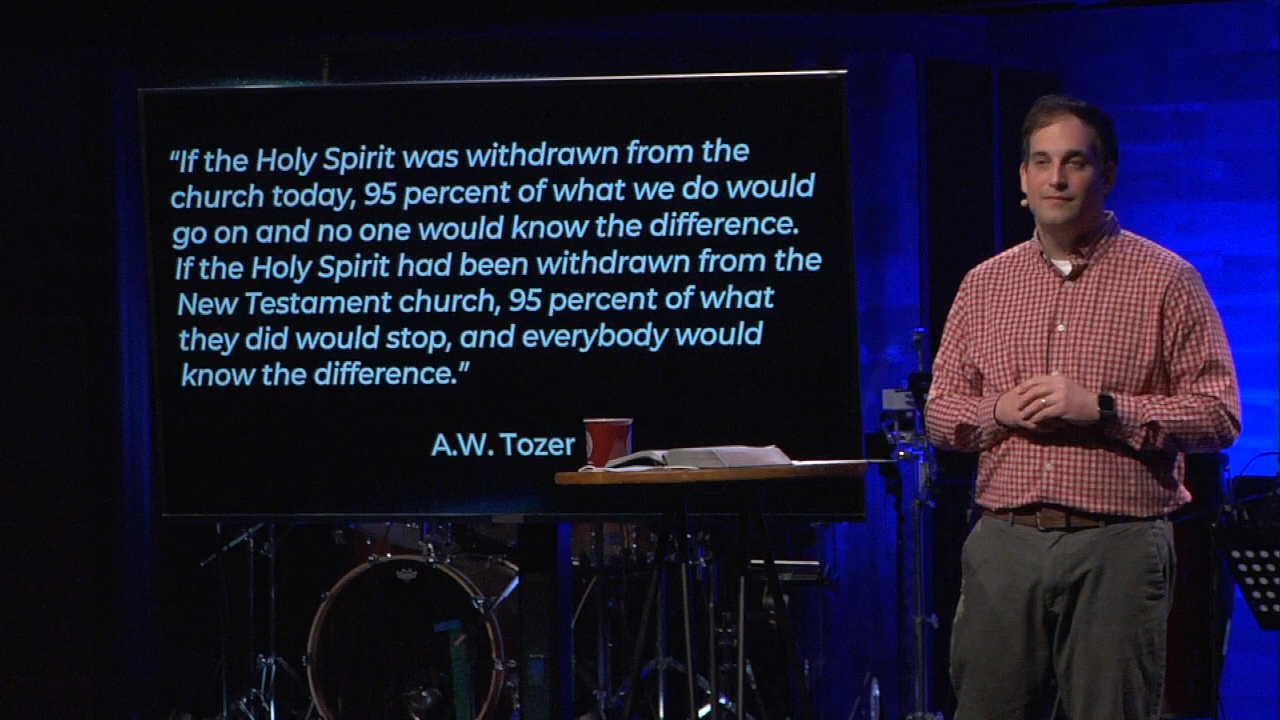 “If the Holy Spirit was withdrawn from the
church today, 95 percent of what we do would
go on and no one would know the difference.
If the Holy Spirit had been withdrawn from the
New Testament church, 95 percent of what
they did would stop, and everybody would
know the difference.”
A.W. Tozer